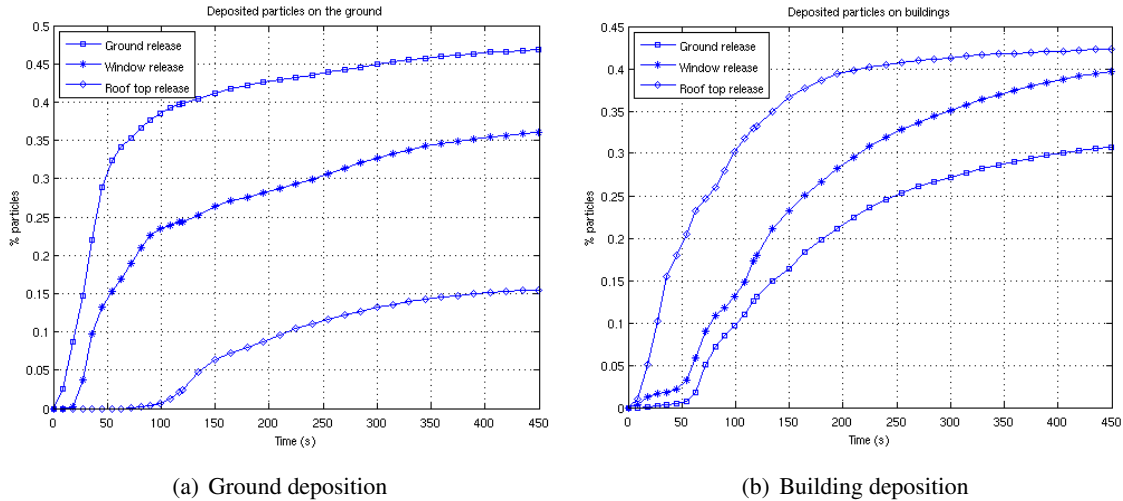 Deposited particles on the ground
0.5
0.45
0.4
0.35
0.3
0.25
0.2
0.15
0.1
0.05
0
% particles
Ground release
Window release
Roof top release
0 50 100 150 200 250 300 350 400 450
Time (s)
(a) Ground deposition
Deposited particles on buildings
0.45
0.4
0.35
0.3
0.25
0.2
0.15
0.1
0.05
0
% particles
Ground release
Window release
Roof top release
0 50 100 150 200 250 300 350 400 450
Time (s)
(b) Building deposition